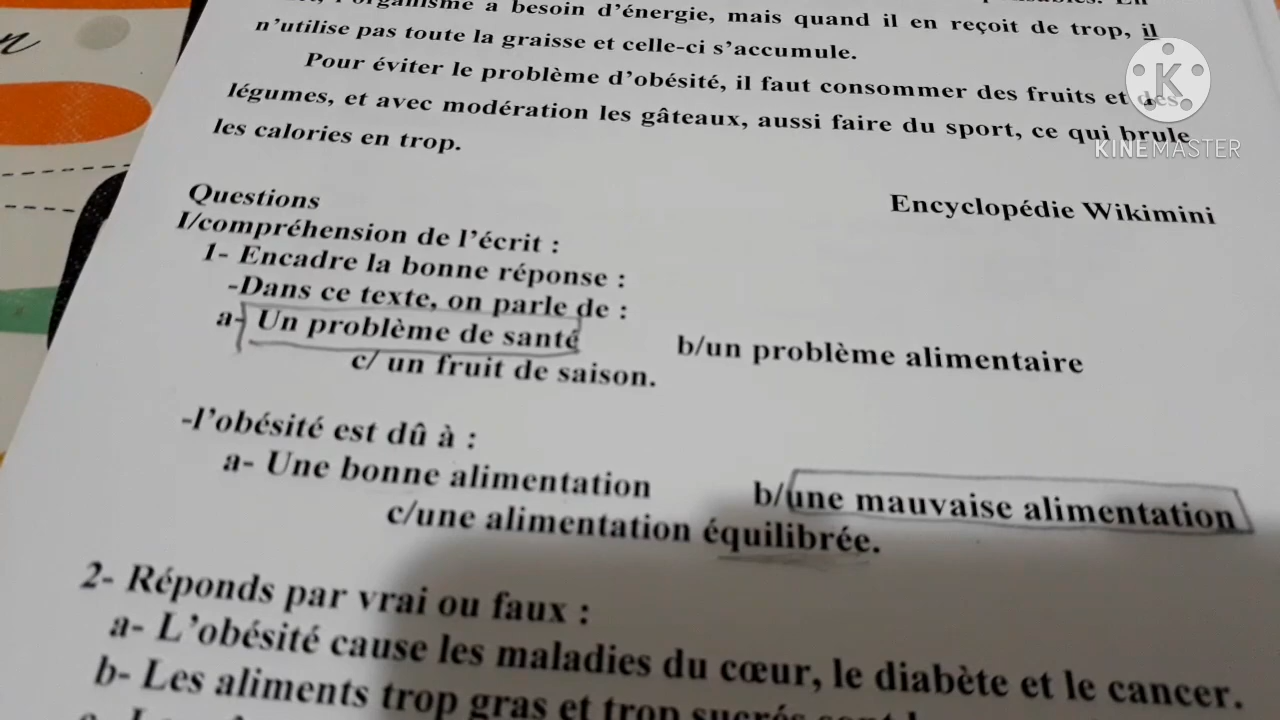 l'organisme a besoin d'énergie, mais quand il en reçoit de trop, il
n'utilise pas toute la graisse et celle-ci s'accumule.
Pour éviter le problème d'obésité, il faut consommer des fruits et des
légumes, et avec modération les gâteaux, aussi faire du sport, ce qui brule
les calories en trop.
KINEMASTER
Encyclopédie Wikimini
Questions
I/compréhension de l'écrit :
1- Encadre la bonne réponse :
-Dans ce texte, on parle de :
a- Un problème de santé b/un problème alimentaire
c/ un fruit de saison.
-l'obésité est dû à :
a- Une bonne alimentation b/une mauvaise alimentation
c/une alimentation équilibrée.
2- Réponds par vrai ou faux :
a- L'obésité cause les maladies du cœur, le diabète et le cancer.
b- Les aliments trop gras et trop sucrés